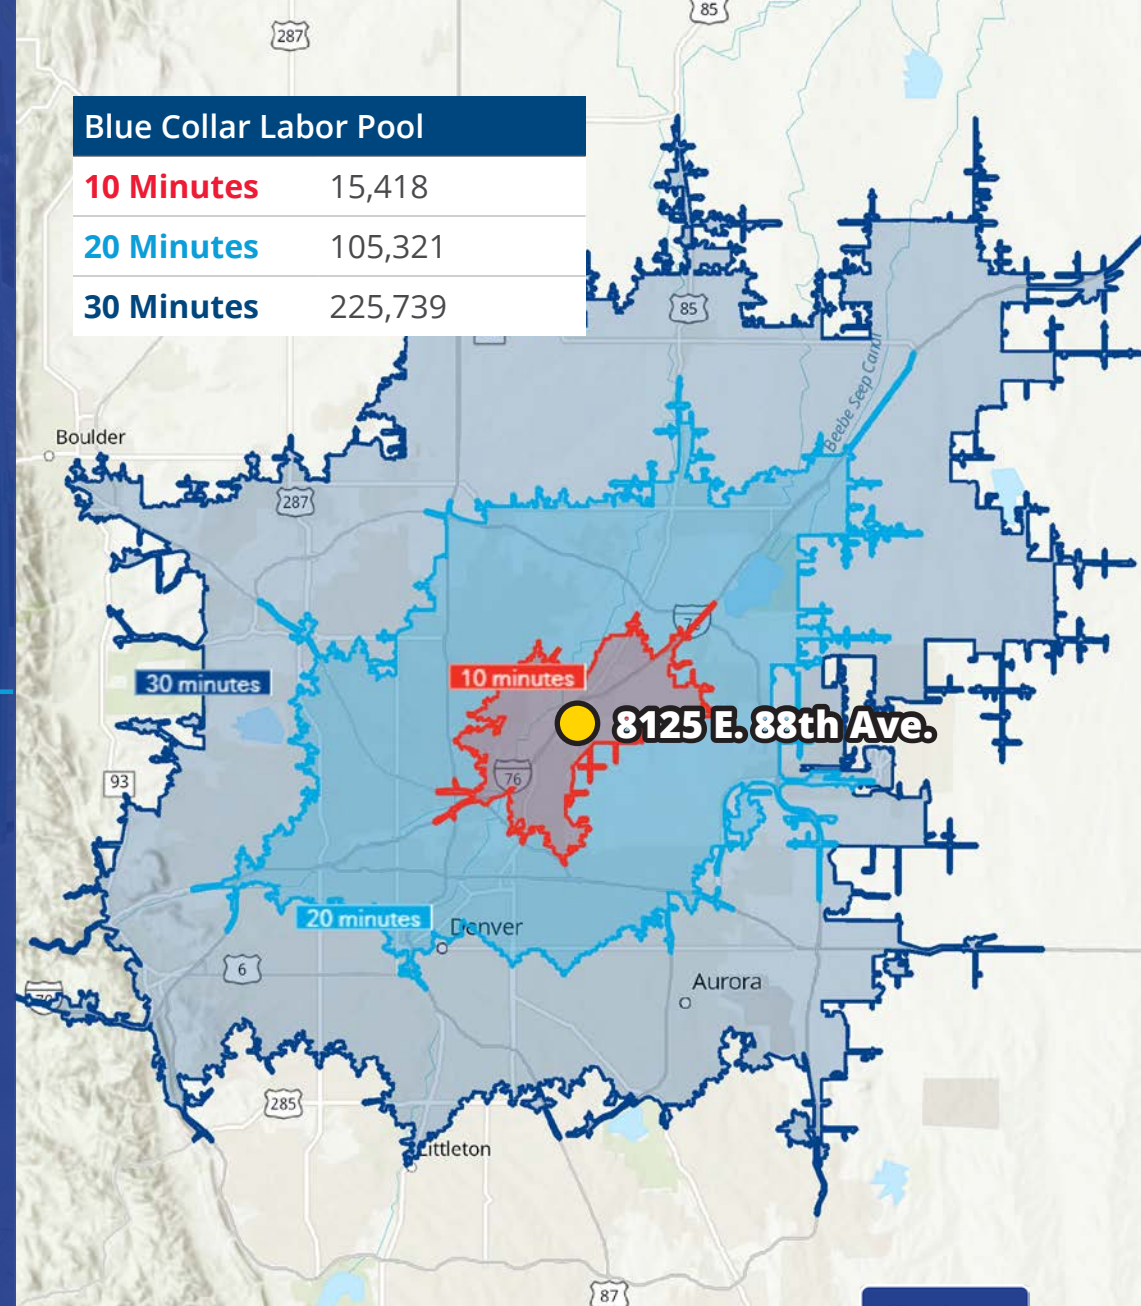 85
287
Blue Collar Labor Pool
10 Minutes 15,418
20 Minutes 105,321
30 Minutes 225,739
85
Beebe Seep Canal
Boulder
287
10 minutes
30 minutes
8125 E. 88th Ave.
76
93
20 minutes
Denver
6
Aurora
70
285
Littleton
87